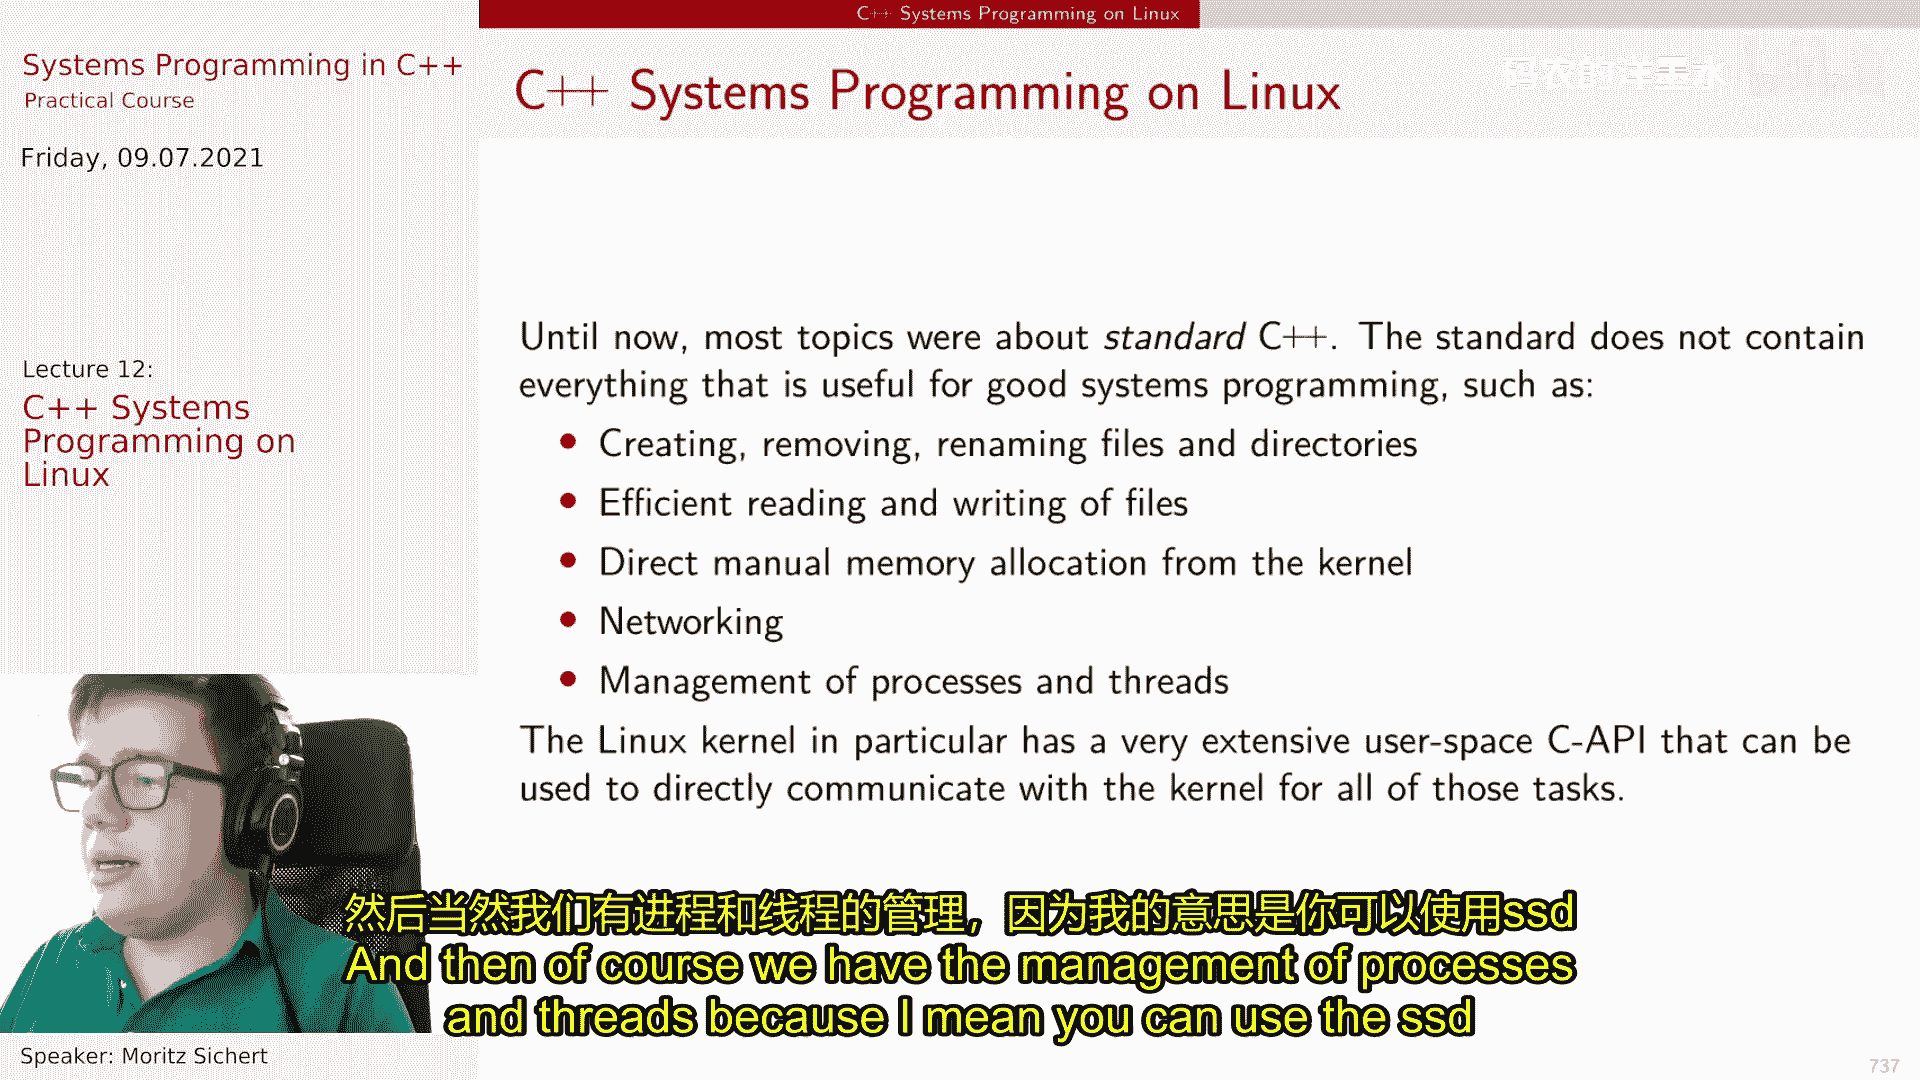 C++ Systems Programming on Linux
Systems Programming in C++
Practical Course
Friday, 09.07.2021
Lecture 12:
C++ Systems
Programming on
Linux
Speaker: Moritz Sichert
C++ Systems Programming on Linux
码农的洋墨水
Until now, most topics were about standard C++. The standard does not contain
everything that is useful for good systems programming, such as:
• Creating, removing, renaming files and directories
• Efficient reading and writing of files
• Direct manual memory allocation from the kernel
• Networking
• Management of processes and threads
The Linux kernel in particular has a very extensive user-space C-API that can be
used to directly communicate with the kernel for all of those tasks.
然后当然我们有进程和线程的管理，因为我的意思是你可以使用ssd
And then of course we have the management of processes
and threads because I mean you can use the ssd
737